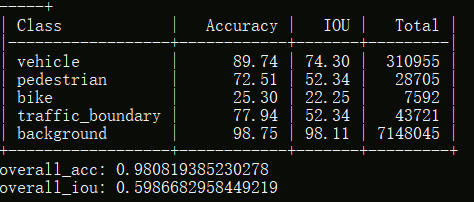 -----+
| Class | Accuracy | IOU | Total |
|-----------------+------------+-------+---------|
| vehicle | 89.74 | 74.30 | 310955 |
| pedestrian | 72.51 | 52.34 | 28705 |
| bike | 25.30 | 22.25 | 7592 |
| traffic_boundary | 77.94 | 52.34 | 43721 |
| background | 98.75 | 98.11 | 7148045 |
+-----------------+------------+-------+---------+
overall_acc: 0.980819385230278
overall_iou: 0.5986682958449219